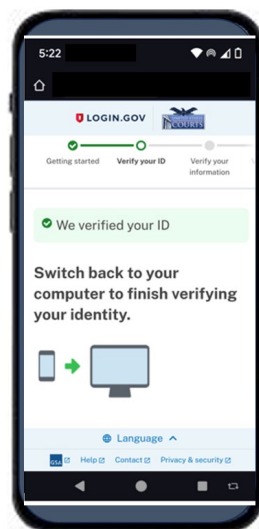 5:22
LOGIN.GOV
COURTS
Getting started
Verify your ID
Verify your
information
We verified your ID
Switch back to your
computer to finish verifying
your identity.
Language
GSA Help Contact Privacy & security